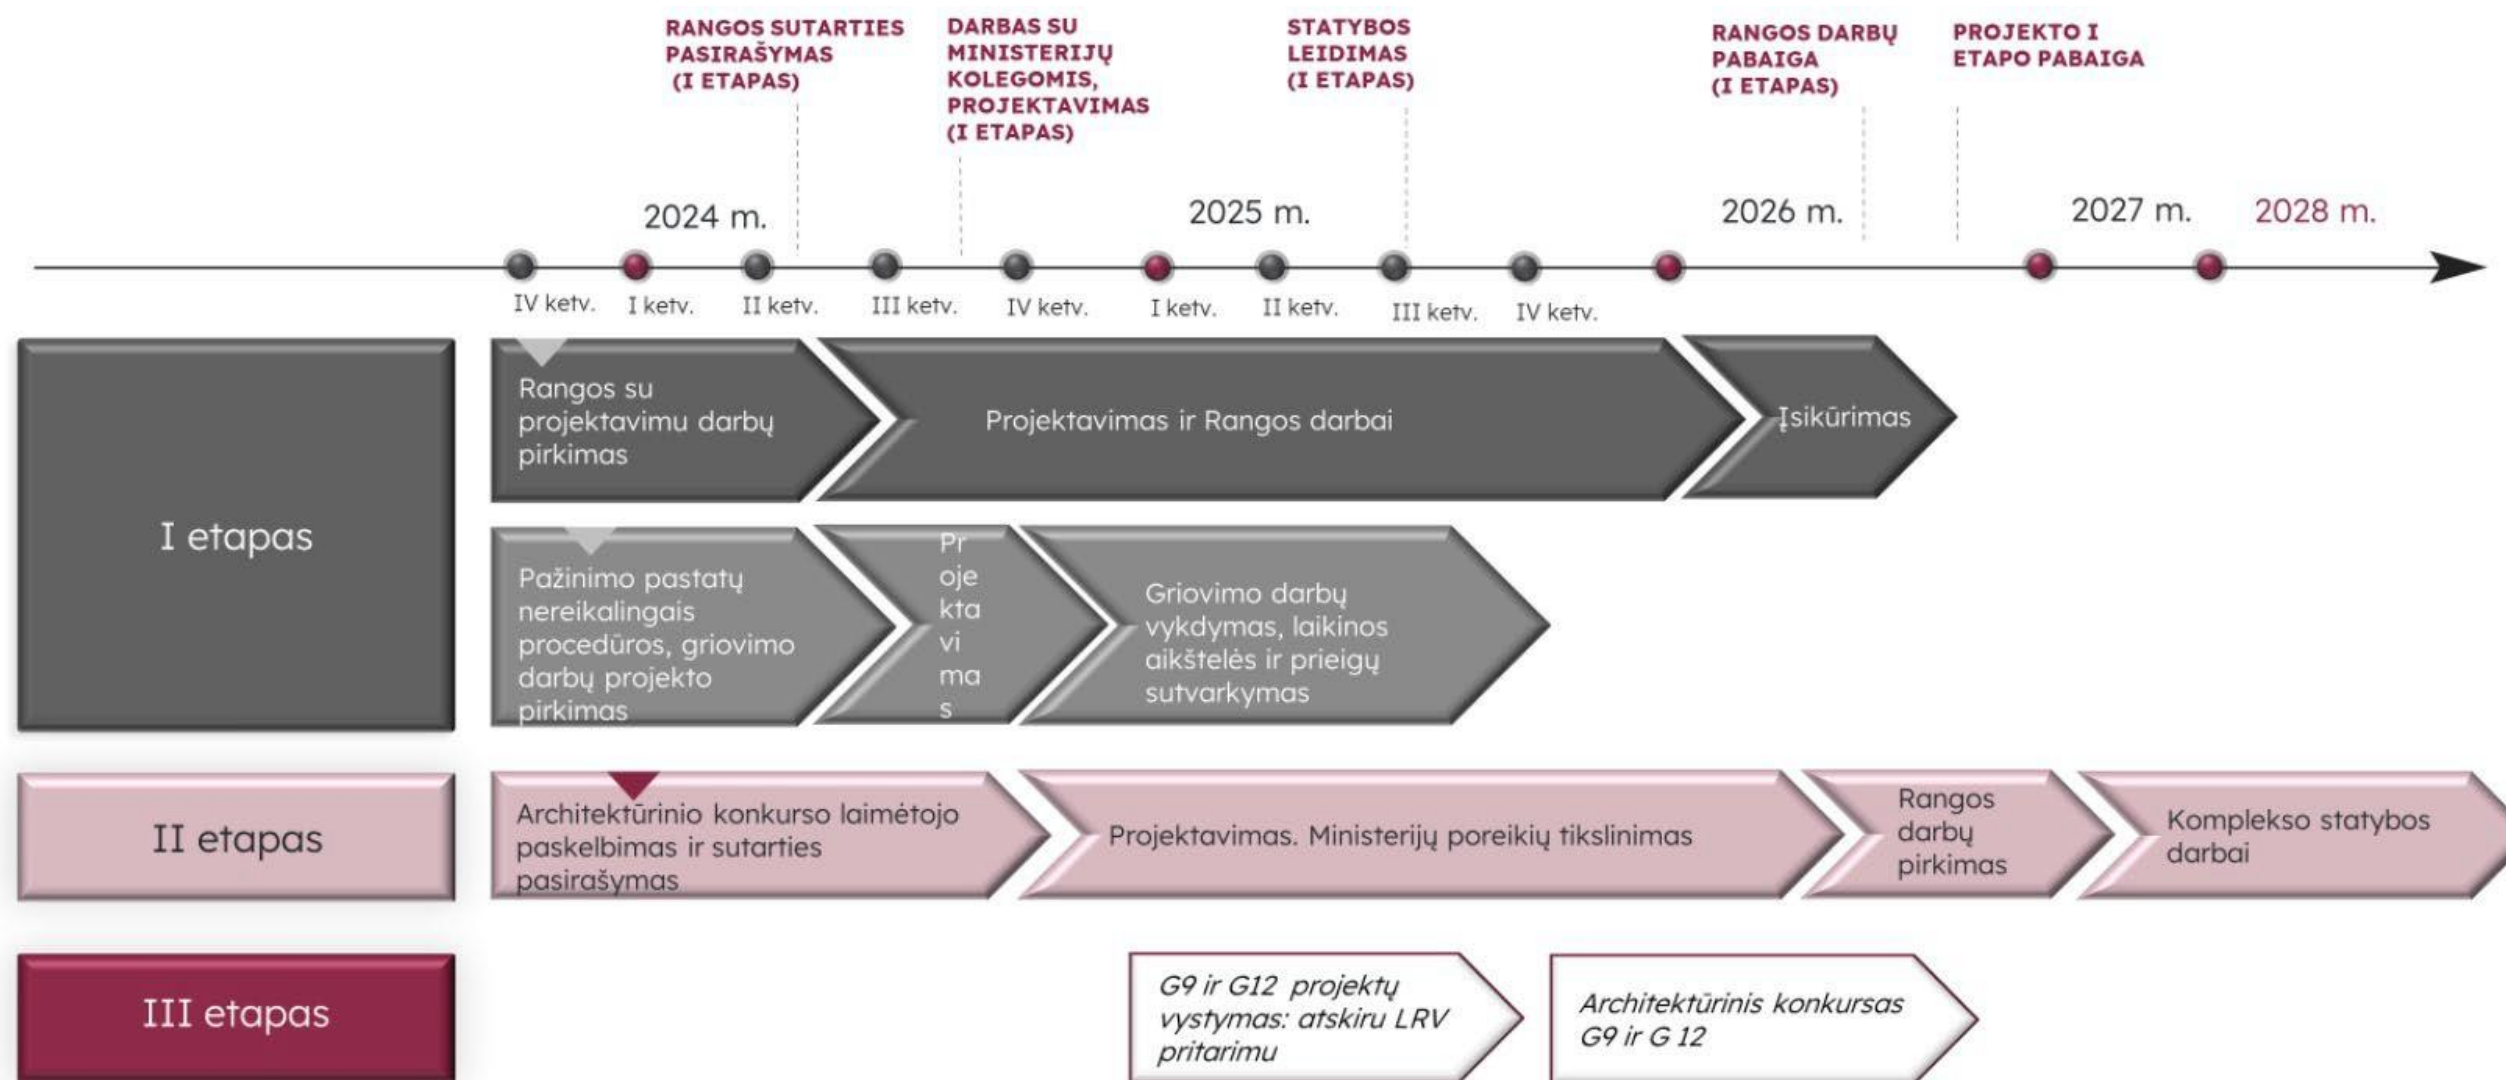 RANGOS SUTARTIES
PASIRAŠYMAS
(I ETAPAS)
DARBAS SU
MINISTERIJŲ
KOLEGOMIS,
PROJEKTAVIMAS
(I ETAPAS)
STATYBOS
LEIDIMAS
(I ETAPAS)
RANGOS DARBŲ
PABAIGA
(I ETAPAS)
PROJEKTO I
ETAPO PABAIGA
2024 m.
2025 m.
2026 m.
2027 m.
2028 m.
IV ketv.
I ketv.
II ketv.
III ketv.
IV ketv.
I ketv.
II ketv.
III ketv.
IV ketv.
I etapas
Rangos su
projektavimu darbų
pirkimas
Projektavimas ir Rangos darbai
Įsikūrimas
Pažinimo pastatų
nereikalingais
procedūros, griovimo
darbų projekto
pirkimas
Pr
oje
kta
vi
ma
s
Griovimo darbų
vykdymas, laikinos
aikštelės ir prieigų
sutvarkymas
II etapas
Architektūrinio konkurso laimėtojo
paskelbimas ir sutarties
pasirašymas
Projektavimas. Ministerijų poreikių tikslinimas
Rangos
darbų
pirkimas
Komplekso statybos
darbai
III etapas
G9 ir G12 projektų
vystymas: atskiru LRV
pritarimu
Architektūrinis konkursas
G9 ir G 12